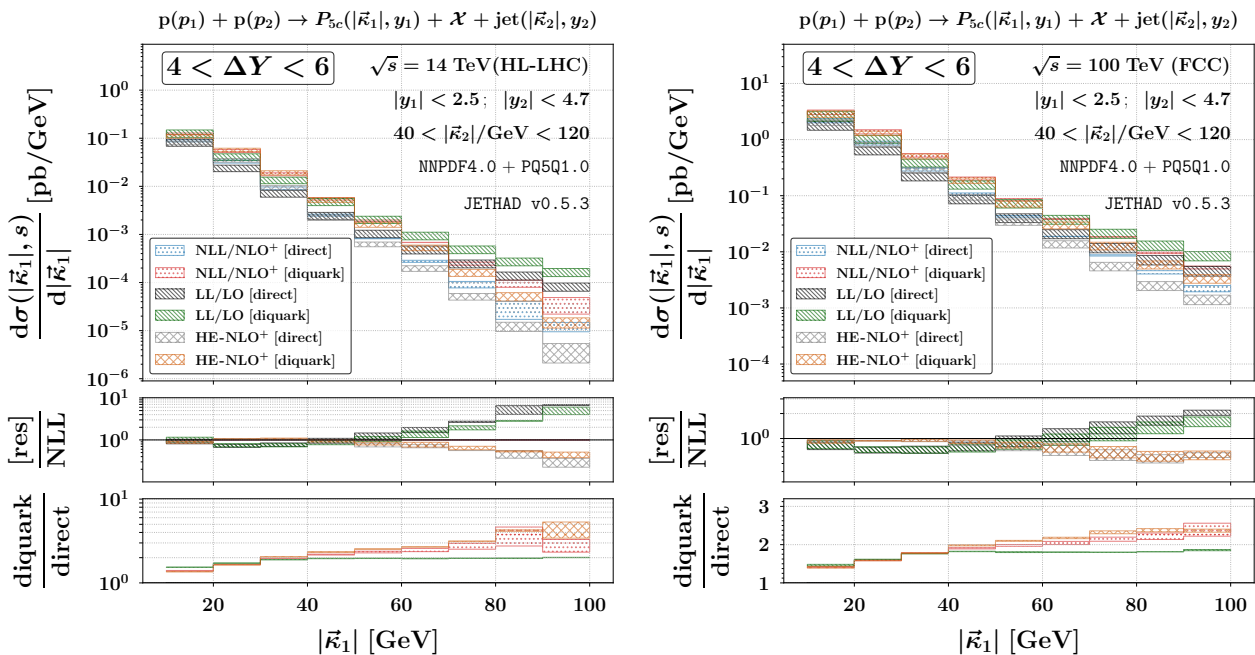 p(p₁) + p(p₂) → P₅c(|κ⃗₁|, y₁) + 𝒳 + jet(|κ⃗₂|, y₂)
4 < ΔY < 6
√s = 14 TeV(HL-LHC)
|y₁| < 2.5 ; |y₂| < 4.7
40 < |κ⃗₂|/GeV < 120
NNPDF4.0 + PQ5Q1.0
JETHAD v0.5.3
dσ(|κ⃗₁|, s)
d|κ⃗₁|
[pb/GeV]
10⁰
10⁻¹
10⁻²
10⁻³
10⁻⁴
10⁻⁵
10⁻⁶
NLL/NLO⁺ [direct]
NLL/NLO⁺ [diquark]
LL/LO [direct]
LL/LO [diquark]
HE-NLO⁺ [direct]
HE-NLO⁺ [diquark]
[res]
NLL
10¹
10⁰
diquark
direct
10¹
10⁰
20 40 60 80 100
|κ⃗₁| [GeV]
p(p₁) + p(p₂) → P₅c(|κ⃗₁|, y₁) + 𝒳 + jet(|κ⃗₂|, y₂)
4 < ΔY < 6
√s = 100 TeV (FCC)
|y₁| < 2.5 ; |y₂| < 4.7
40 < |κ⃗₂|/GeV < 120
NNPDF4.0 + PQ5Q1.0
JETHAD v0.5.3
dσ(|κ⃗₁|, s)
d|κ⃗₁|
[pb/GeV]
10¹
10⁰
10⁻¹
10⁻²
10⁻³
10⁻⁴
NLL/NLO⁺ [direct]
NLL/NLO⁺ [diquark]
LL/LO [direct]
LL/LO [diquark]
HE-NLO⁺ [direct]
HE-NLO⁺ [diquark]
[res]
NLL
10⁰
diquark
direct
3
2
1
20 40 60 80 100
|κ⃗₁| [GeV]